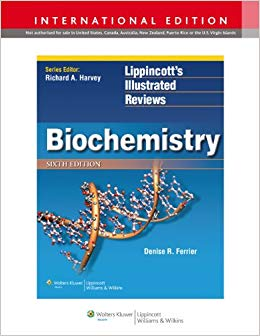 INTERNATIONAL EDITION
Not authorised for sale in United States, Canada, Australia, New Zealand, Puerto Rico or the U.S. Virgin Islands
Series Editor:
Richard A. Harvey
Lippincott's
Illustrated
Reviews
Biochemistry
SIXTH EDITION
Denise R. Ferrier
Wolters Kluwer
Health
Lippincott
Williams & Wilkins
Wolters Kluwer
Health
Lippincott
Williams & Wilkins